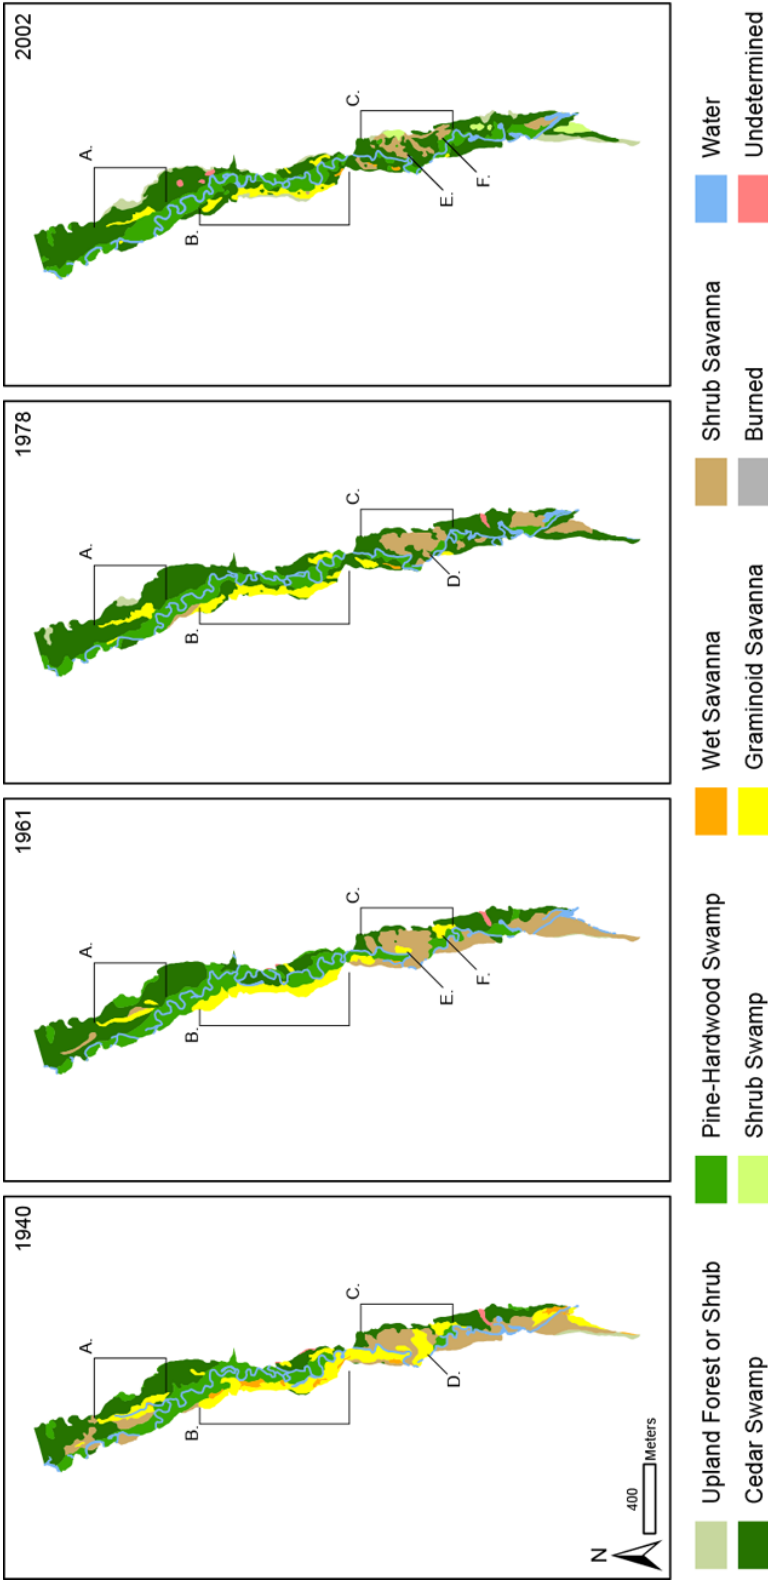 1940
A.
B.
C.
D.
N
400
Meters
1961
A.
B.
C.
E.
F.
1978
A.
B.
C.
D.
2002
A.
B.
C.
E.
F.
Upland Forest or Shrub
Pine-Hardwood Swamp
Wet Savanna
Shrub Savanna
Water
Cedar Swamp
Shrub Swamp
Graminoid Savanna
Burned
Undetermined